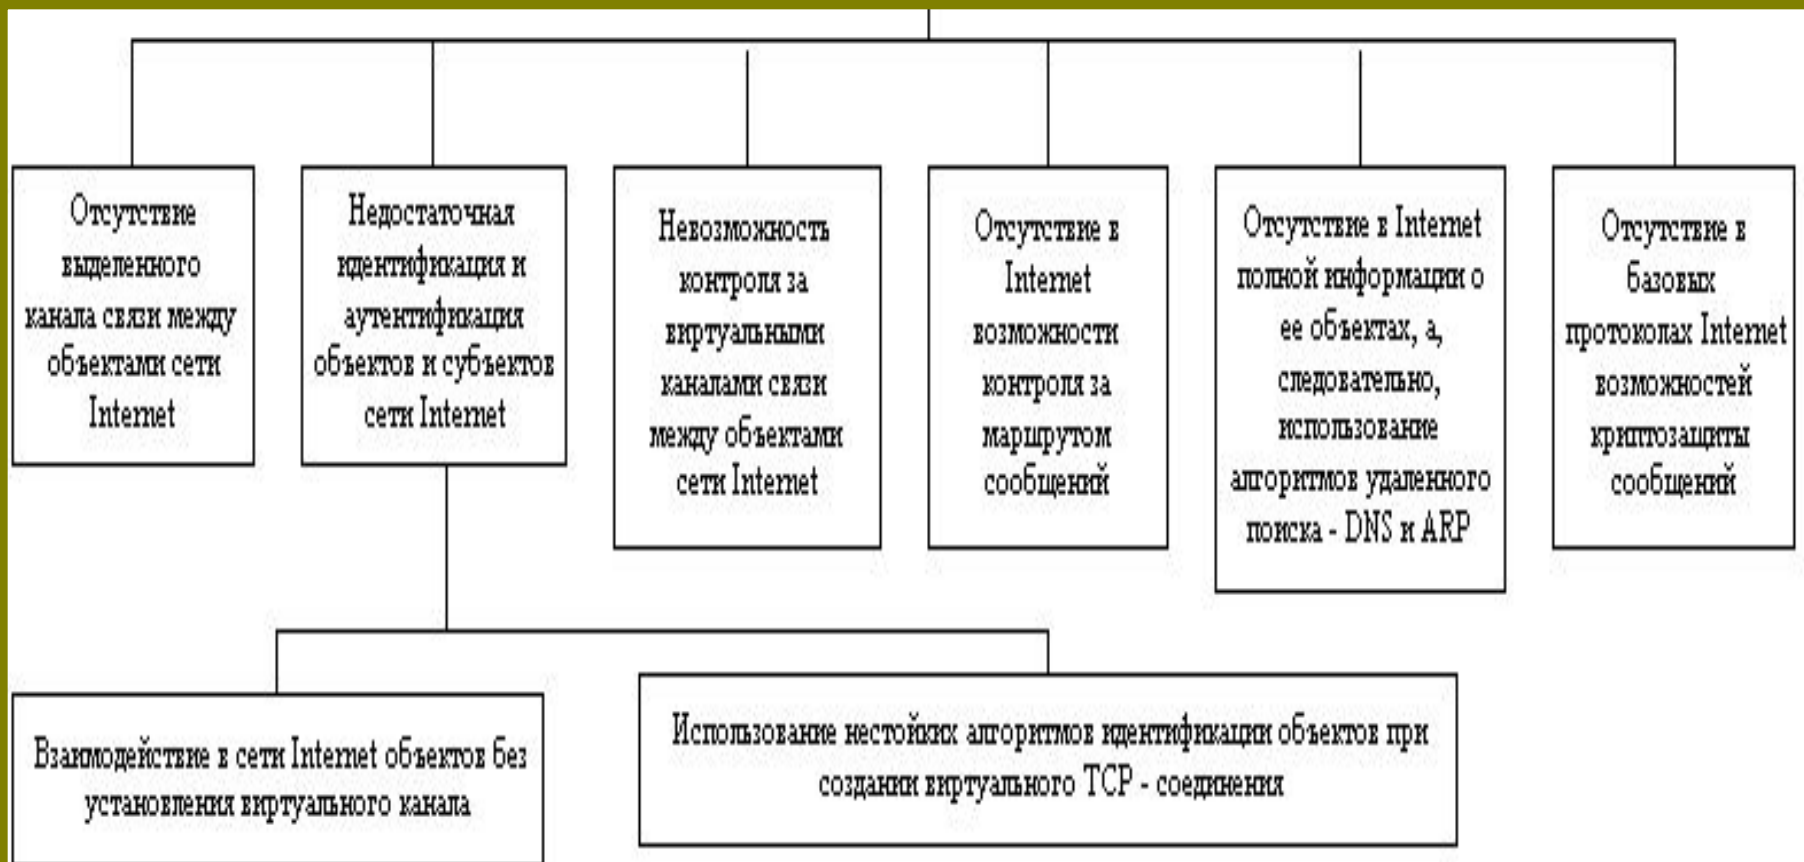 Отсутствие
выделенного
канала связи между
объектами сети
Internet
Недостаточная
идентификация и
аутентификация
объектов и субъектов
сети Internet
Невозможность
контроля за
виртуальными
каналами связи
между объектами
сети Internet
Отсутствие в
Internet
возможности
контроля за
маршрутом
сообщений
Отсутствие в Internet
полной информации о
ее объектах, а,
следовательно,
использование
алгоритмов удаленного
поиска - DNS и ARP
Отсутствие в
базовых
протоколах Internet
возможностей
криптозащиты
сообщений
Взаимодействие в сети Internet объектов без
установления виртуального канала
Использование нестойких алгоритмов идентификации объектов при
создании виртуального TCP - соединения